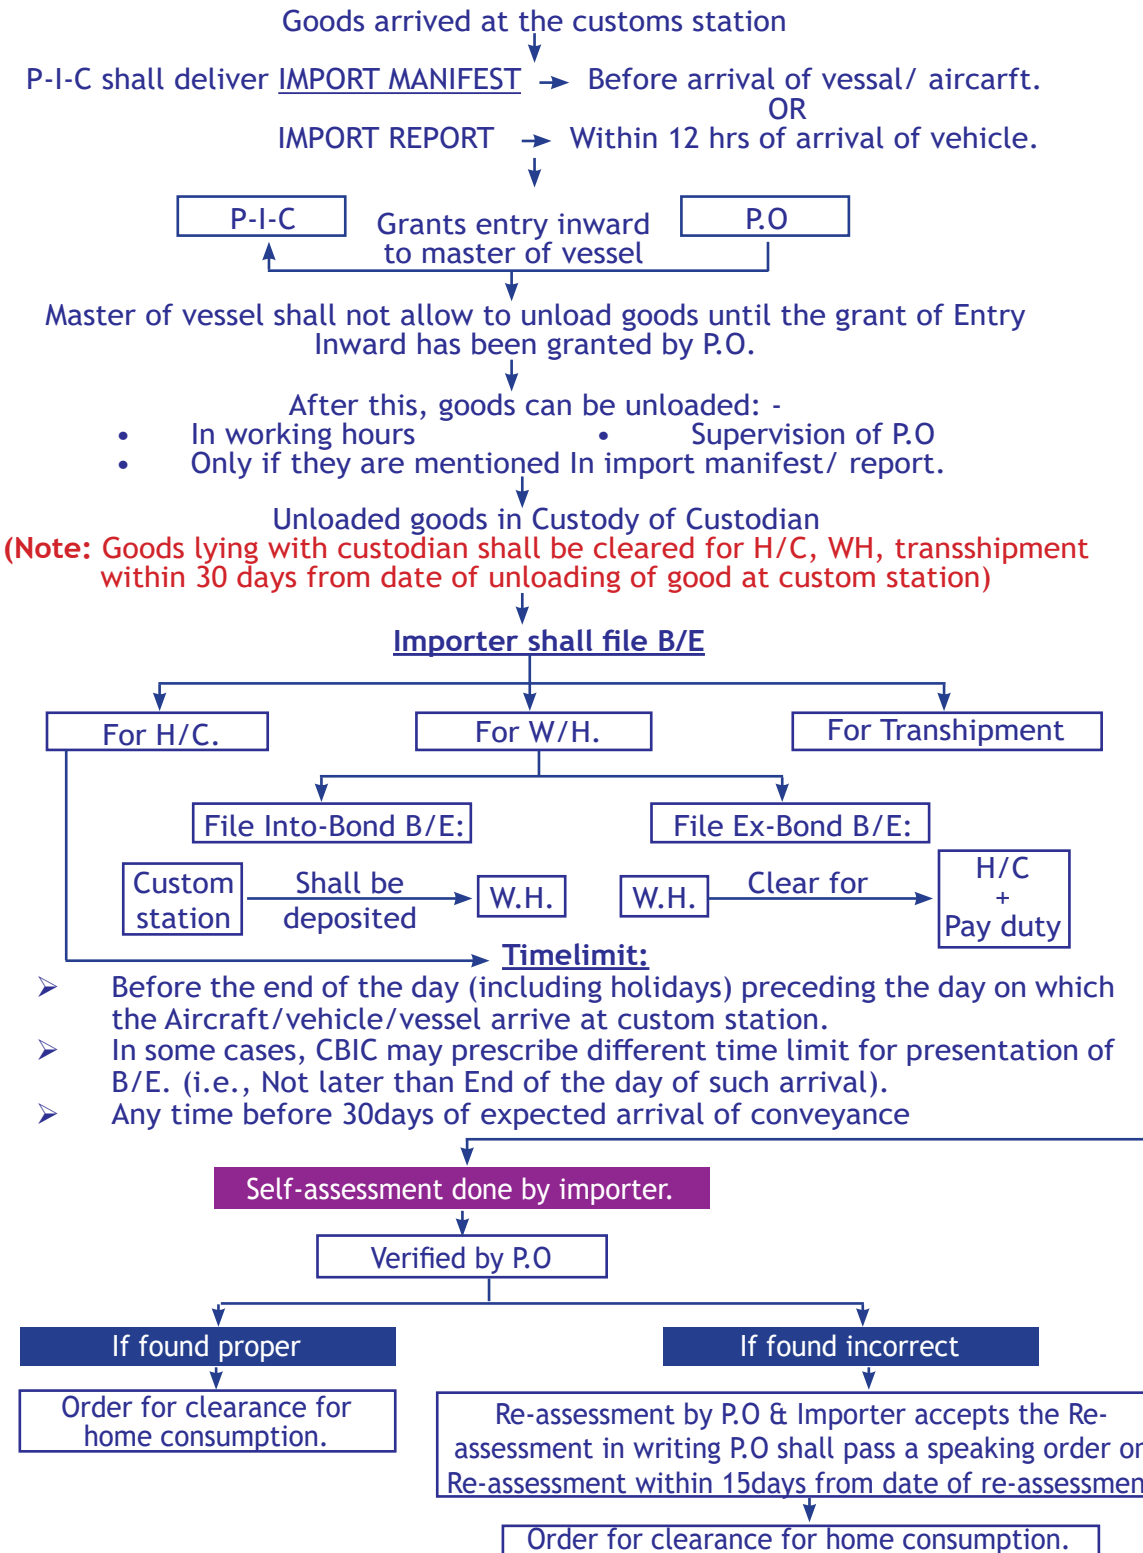 Goods arrived at the customs station
P-I-C shall deliver IMPORT MANIFEST
Before arrival of vessal/ aircarft.
OR
IMPORT REPORT
Within 12 hrs of arrival of vehicle.
P-I-C
Grants entry inward
to master of vessel
P.O
Master of vessel shall not allow to unload goods until the grant of Entry
Inward has been granted by P.O.
After this, goods can be unloaded: -
• In working hours
• Supervision of P.O
• Only if they are mentioned In import manifest/ report.
Unloaded goods in Custody of Custodian
(Note: Goods lying with custodian shall be cleared for H/C, WH, transshipment
within 30 days from date of unloading of good at custom station)
Importer shall file B/E
For H/C.
For W/H.
For Transhipment
File Into-Bond B/E:
File Ex-Bond B/E:
Custom
station
Shall be
deposited
W.H.
W.H.
Clear for
H/C
+
Pay duty
Timelimit:
➢ Before the end of the day (including holidays) preceding the day on which
the Aircraft/vehicle/vessel arrive at custom station.
➢ In some cases, CBIC may prescribe different time limit for presentation of
B/E. (i.e., Not later than End of the day of such arrival).
➢ Any time before 30days of expected arrival of conveyance
Self-assessment done by importer.
Verified by P.O
If found proper
If found incorrect
Order for clearance for
home consumption.
Re-assessment by P.O & Importer accepts the Re-
assessment in writing P.O shall pass a speaking order on
Re-assessment within 15days from date of re-assessmen
Order for clearance for home consumption.